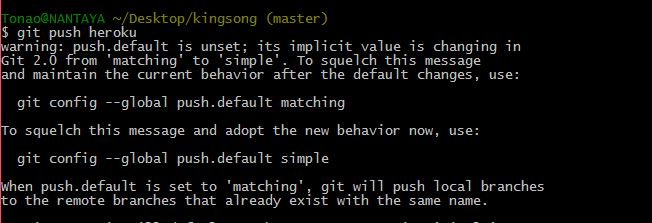 Tonao@NANTAYA ~/Desktop/kingsong (master)
$ git push heroku
warning: push.default is unset; its implicit value is changing in
Git 2.0 from 'matching' to 'simple'. To squelch this message
and maintain the current behavior after the default changes, use:
git config --global push.default matching
To squelch this message and adopt the new behavior now, use:
git config --global push.default simple
When push.default is set to 'matching', git will push local branches
to the remote branches that already exist with the same name.